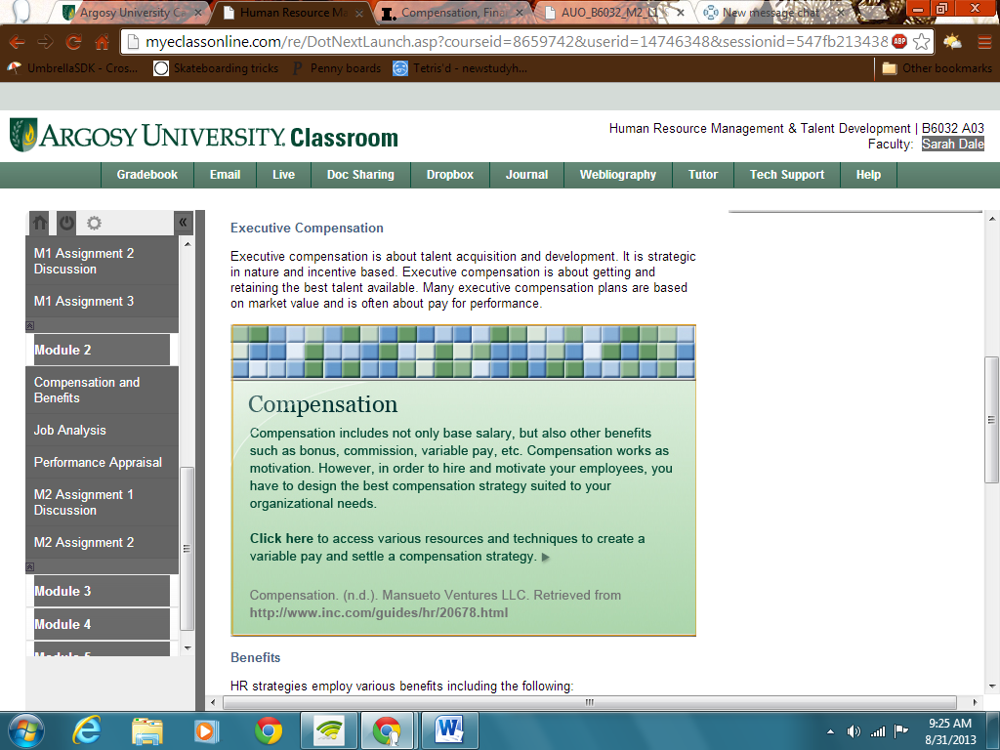 Argosy University Ca
Human Resource Ma
Compensation, Finan
AUO_B6032_M2_L1
New message chat
myeclassonline.com/re/DotNextLaunch.asp?courseid=8659742&userid=14746348&sessionid=547fb213438
ABP
UmbrellaSDK - Cros...
Skateboarding tricks
Penny boards
Tetris'd - newstudyh...
Other bookmarks
ARGOSY UNIVERSITY. Classroom
Human Resource Management & Talent Development | B6032 A03
Faculty: Sarah Dale
Gradebook
Email
Live
Doc Sharing
Dropbox
Journal
Webliography
Tutor
Tech Support
Help
M1 Assignment 2
Discussion
M1 Assignment 3
Module 2
Compensation and
Benefits
Job Analysis
Performance Appraisal
M2 Assignment 1
Discussion
M2 Assignment 2
Module 3
Module 4
Module 5
Executive Compensation
Executive compensation is about talent acquisition and development. It is strategic
in nature and incentive based. Executive compensation is about getting and
retaining the best talent available. Many executive compensation plans are based
on market value and is often about pay for performance.
Compensation
Compensation includes not only base salary, but also other benefits
such as bonus, commission, variable pay, etc. Compensation works as
motivation. However, in order to hire and motivate your employees, you
have to design the best compensation strategy suited to your
organizational needs.
Click here to access various resources and techniques to create a
variable pay and settle a compensation strategy.
Compensation. (n.d.). Mansueto Ventures LLC. Retrieved from
http://www.inc.com/guides/hr/20678.html
Benefits
HR strategies employ various benefits including the following:
9:25 AM
8/31/2013